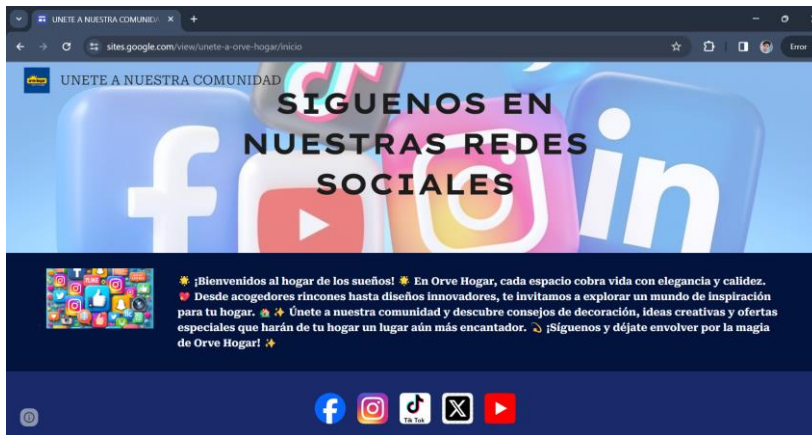 UNETE A NUESTRA COMUNIDA
sites.google.com/view/unete-a-orve-hogar/inicio
Error
UNETE A NUESTRA COMUNIDAD
SIGUENOS EN
NUESTRAS REDES
SOCIALES
🌟 ¡Bienvenidos al hogar de los sueños! 🌟 En Orve Hogar, cada espacio cobra vida con elegancia y calidez.
💖 Desde acogedores rincones hasta diseños innovadores, te invitamos a explorar un mundo de inspiración
para tu hogar. 🏠 ✨ Únete a nuestra comunidad y descubre consejos de decoración, ideas creativas y ofertas
especiales que harán de tu hogar un lugar aún más encantador. 💫 ¡Síguenos y déjate envolver por la magia
de Orve Hogar! ✨
Tik Tok